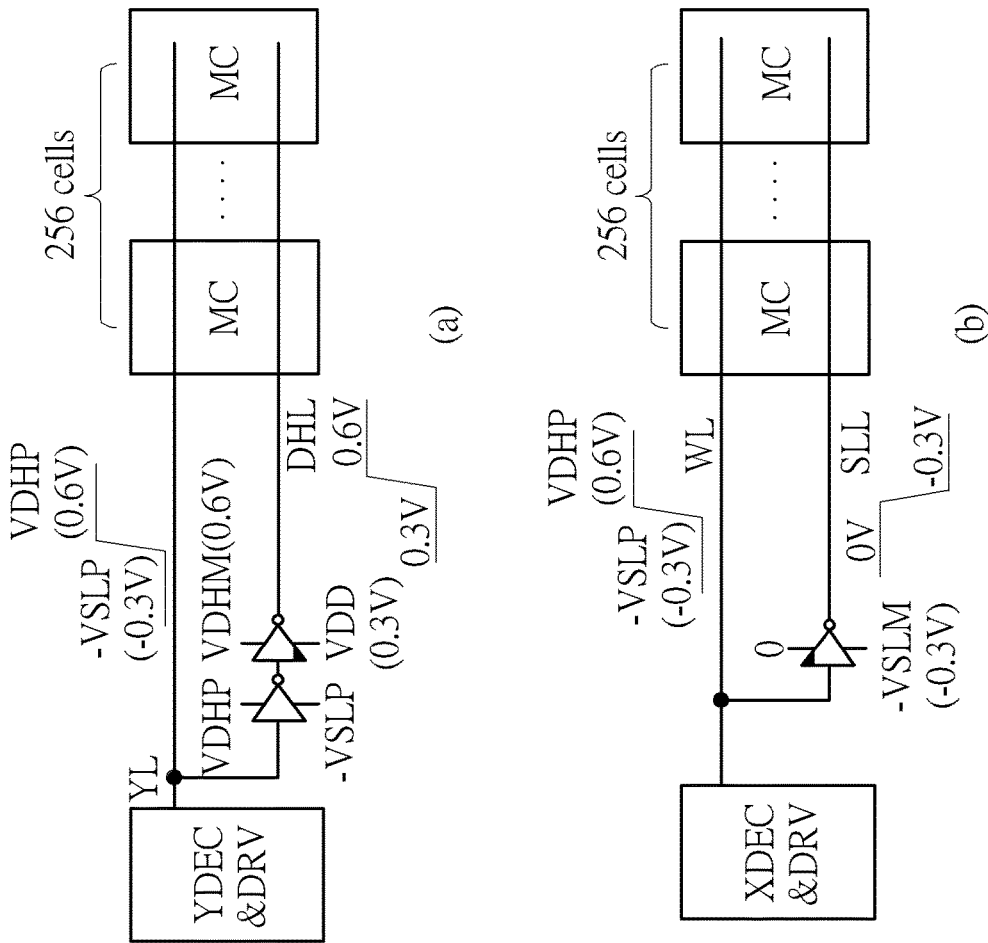 256 cells
VDHP
(0.6V)
-VSLP
(-0.3V)
YL
YDEC
&DRV
VDHP
VDHM(0.6V)
-VSLP
VDD
(0.3V)
DHL
0.6V
0.3V
MC
.....
MC
(a)
256 cells
VDHP
(0.6V)
-VSLP
(-0.3V)
WL
XDEC
&DRV
0
-VSLM
(-0.3V)
SLL
0V
-0.3V
MC
.....
MC
(b)